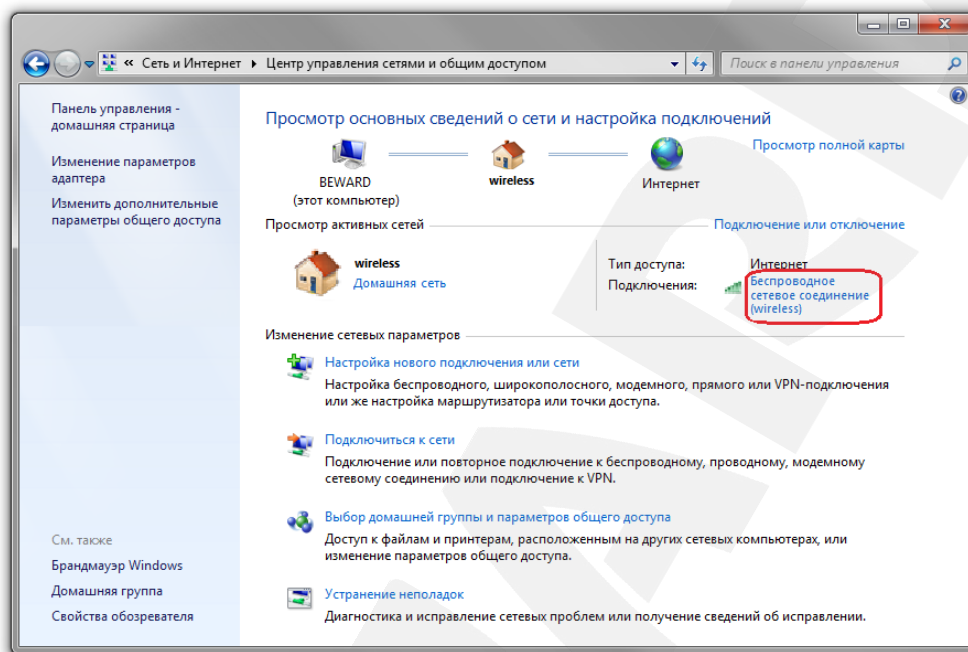 « Сеть и Интернет ▸ Центр управления сетями и общим доступом
Поиск в панели управления
Панель управления -
домашняя страница
Изменение параметров
адаптера
Изменить дополнительные
параметры общего доступа
См. также
Брандмауэр Windows
Домашняя группа
Свойства обозревателя
Просмотр основных сведений о сети и настройка подключений
Просмотр полной карты
BEWARD
(этот компьютер)
wireless
Интернет
Просмотр активных сетей
Подключение или отключение
wireless
Домашняя сеть
Тип доступа: Интернет
Подключения: Беспроводное
сетевое соединение
(wireless)
Изменение сетевых параметров
Настройка нового подключения или сети
Настройка беспроводного, широкополосного, модемного, прямого или VPN-подключения
или же настройка маршрутизатора или точки доступа.
Подключиться к сети
Подключение или повторное подключение к беспроводному, проводному, модемному
сетевому соединению или подключение к VPN.
Выбор домашней группы и параметров общего доступа
Доступ к файлам и принтерам, расположенным на других сетевых компьютерах, или
изменение параметров общего доступа.
Устранение неполадок
Диагностика и исправление сетевых проблем или получение сведений об исправлении.